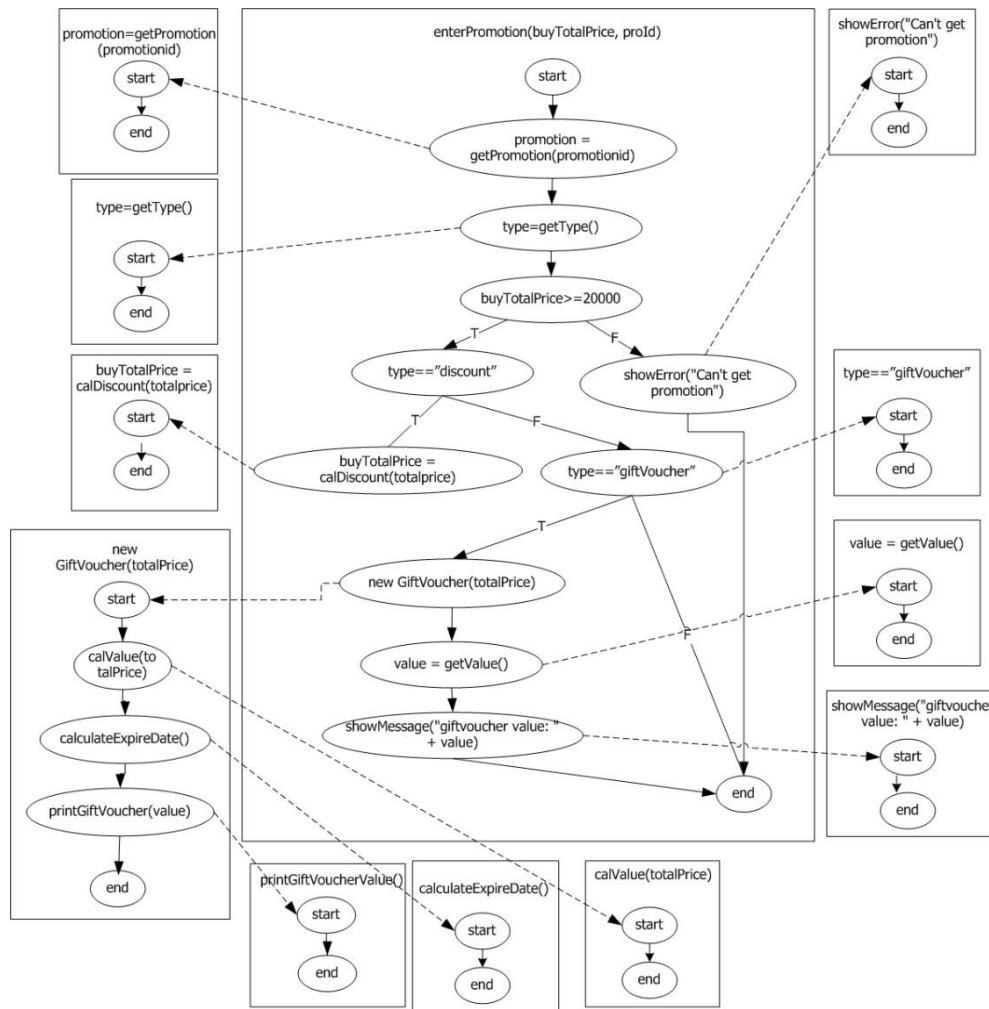 promotion=getPromotion
(promotionid)
start
end
type=getType()
start
end
buyTotalPrice =
calDiscount(totalprice)
start
end
new
GiftVoucher(totalPrice)
start
calValue(to
talPrice)
calculateExpireDate()
printGiftVoucher(value)
end
enterPromotion(buyTotalPrice, proId)
start
promotion =
getPromotion(promotionid)
type=getType()
buyTotalPrice>=20000
T
F
type==”discount”
showError("Can't get
promotion")
T
F
buyTotalPrice =
calDiscount(totalprice)
type==”giftVoucher”
T
new GiftVoucher(totalPrice)
F
value = getValue()
showMessage("giftvoucher value: "
+ value)
end
showError("Can't get
promotion")
start
end
type==”giftVoucher”
start
end
value = getValue()
start
end
showMessage("giftvouche
value: " + value)
start
end
printGiftVoucherValue()
start
end
calculateExpireDate()
start
end
calValue(totalPrice)
start
end